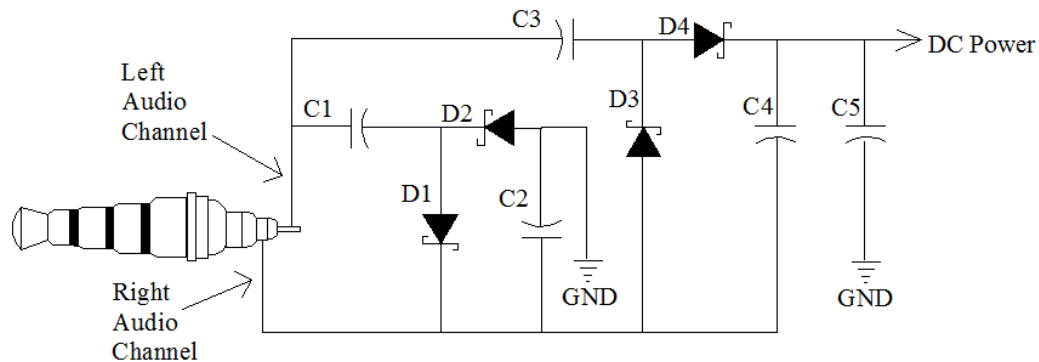 C3
D4
DC Power
Left
Audio
Channel
C1
D2
D3
C4
C5
D1
C2
GND
GND
Right
Audio
Channel